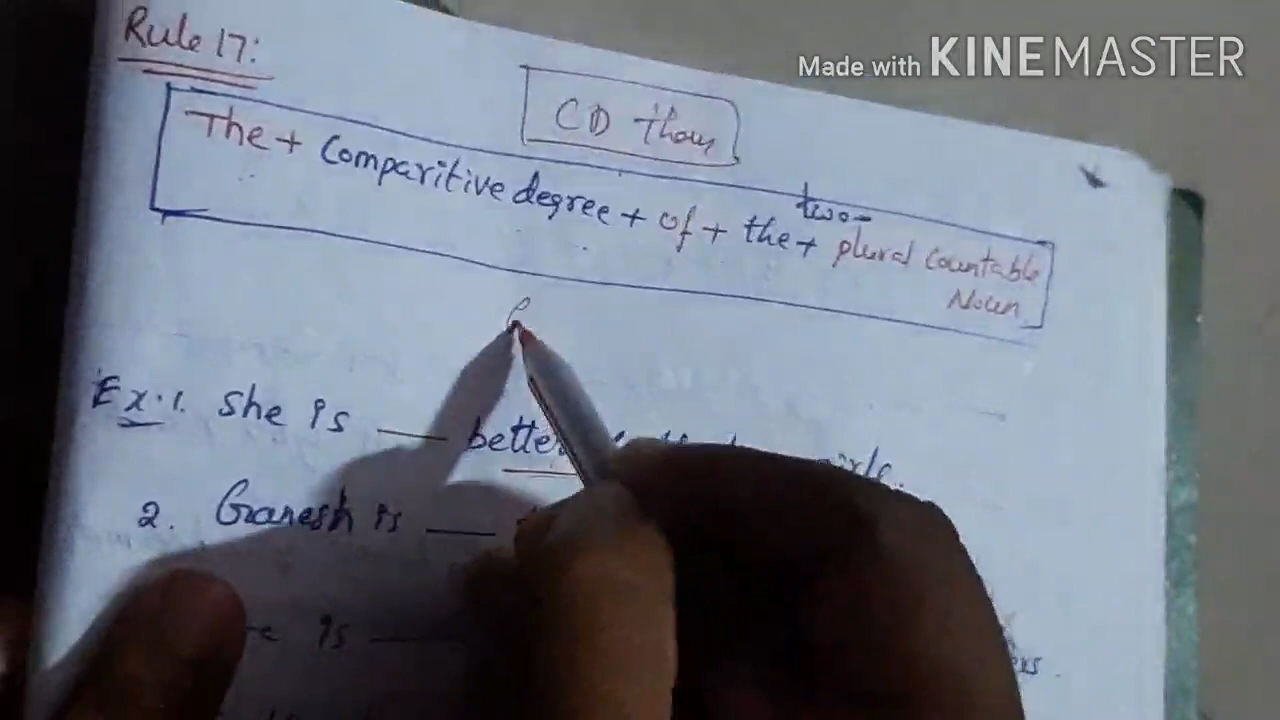 Rule 17:
Made with KINEMASTER
CD than
two
The + Comparitive degree + of + the + plural Countable
Noun
Ex.1. She is ___ better girls.
2. Ganesh is ___
is ___